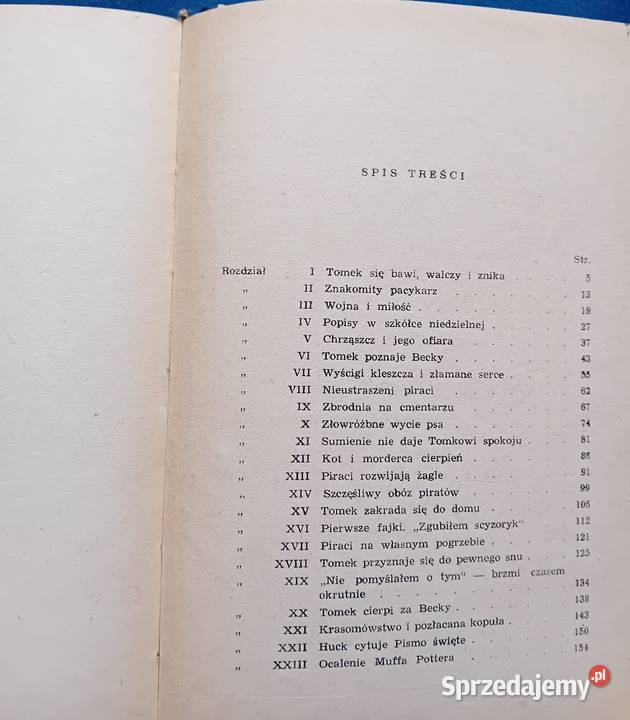 SPIS TREŚCI
Str.
Rozdział I Tomek się bawi, walczy i znika . . . 5
„ II Znakomity pacykarz . . . . . . 13
„ III Wojna i miłość . . . . . . . 19
„ IV Popisy w szkółce niedzielnej . . . . 27
„ V Chrząszcz i jego ofiara . . . . . 37
„ VI Tomek poznaje Becky . . . . . 43
„ VII Wyścigi kleszcza i złamane serce . . . 55
„ VIII Nieustraszeni piraci . . . . . 62
„ IX Zbrodnia na cmentarzu . . . . . 67
„ X Złowróżbne wycie psa . . . . . 74
„ XI Sumienie nie daje Tomkowi spokoju . . . 81
„ XII Kot i morderca cierpień . . . . . 86
„ XIII Piraci rozwijają żagle . . . . . 91
„ XIV Szczęśliwy obóz piratów . . . . . 99
„ XV Tomek zakrada się do domu . . . . 106
„ XVI Pierwsze fajki. „Zgubiłem scyzoryk“ . . . 112
„ XVII Piraci na własnym pogrzebie . . . . 121
„ XVIII Tomek przyznaje się do pewnego snu . . . 125
„ XIX „Nie pomyślałem o tym“ — brzmi czasem
okrutnie . . . . . . . . 134
„ XX Tomek cierpi za Becky . . . . . 138
„ XXI Krasomówstwo i pozłacana kopuła . . . 143
„ XXII Huck cytuje Pismo święte . . . . 150
„ XXIII Ocalenie Muffa Pottera . . . . . 154
Sprzedajemy.pl